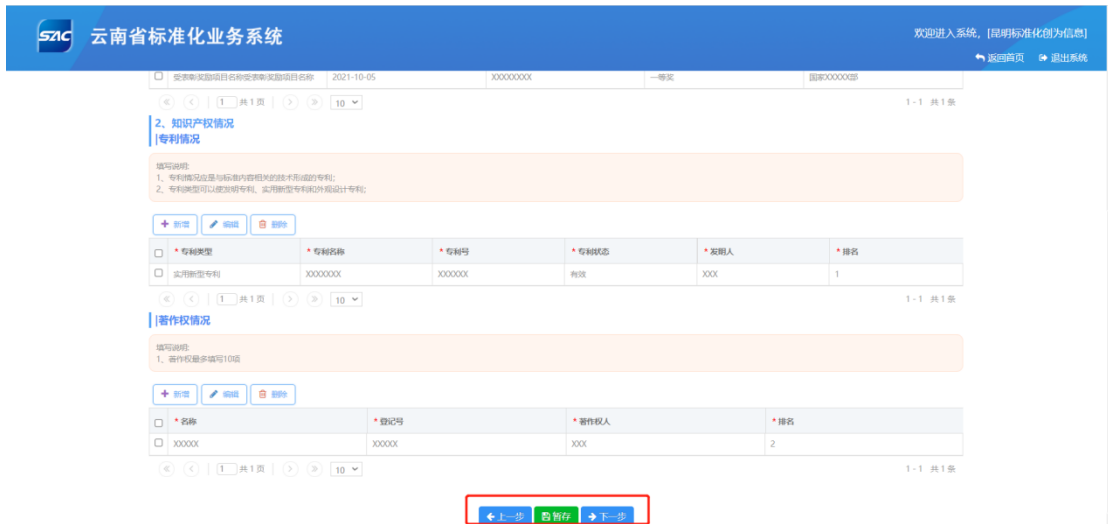 SAC 云南省标准化业务系统
欢迎进入系统, [昆明标准化创为信息]
返回首页 退出系统
受表彰奖励项目名称受表彰奖励项目名称 2021-10-05 XXXXXXXX 一等奖 国家XXXXX部
1 共1页 10 1 - 1 共1条
2、知识产权情况
|专利情况
填写说明:
1、专利情况应是与标准内容相关的技术形成的专利;
2、专利类型可以使发明专利、实用新型专利和外观设计专利;
新增 编辑 删除
* 专利类型 * 专利名称 * 专利号 * 专利状态 * 发明人 * 排名
实用新型专利 XXXXXXX XXXXXX 有效 XXX 1
1 共1页 10 1 - 1 共1条
|著作权情况
填写说明:
1、著作权最多填写10项
新增 编辑 删除
* 名称 * 登记号 * 著作权人 * 排名
XXXXX XXXXX XXX 2
1 共1页 10 1 - 1 共1条
上一步 暂存 下一步